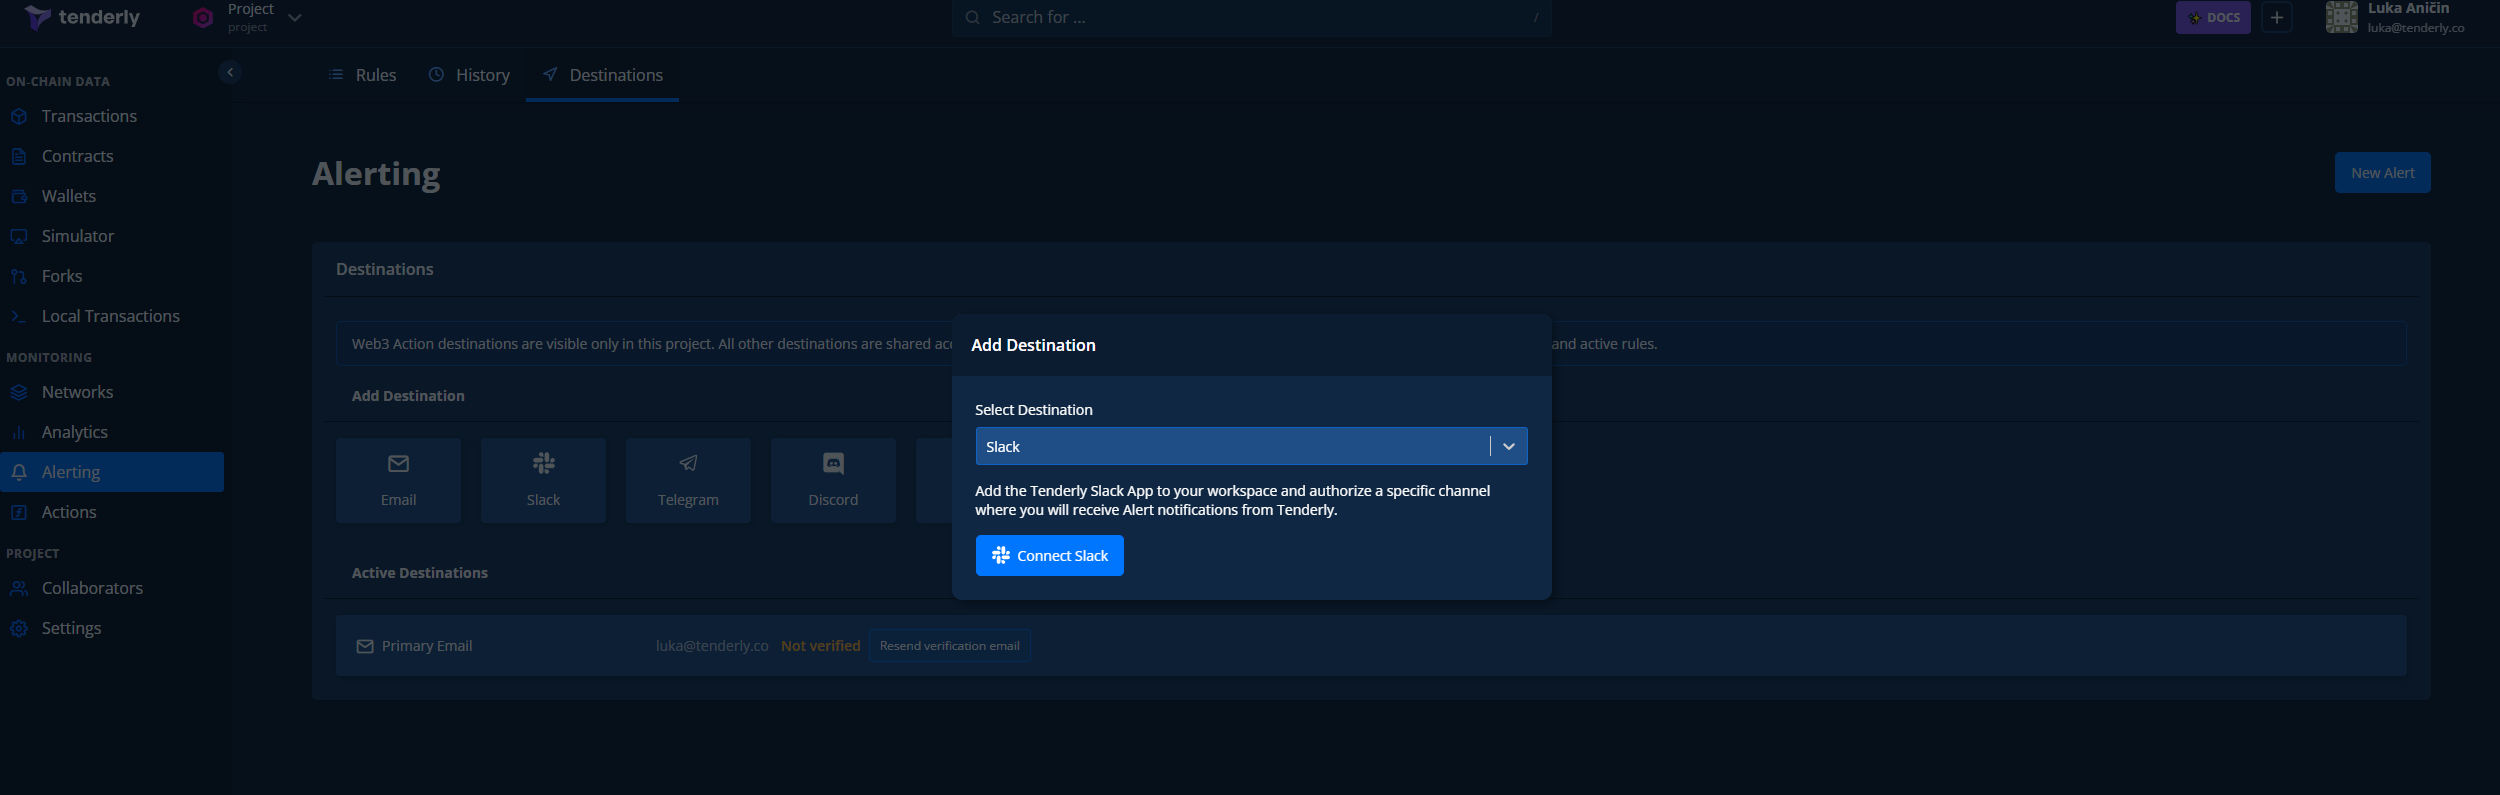 tenderly
Project
project
Search for ...
/
DOCS
Luka Aničin
luka@tenderly.co
ON-CHAIN DATA
Transactions
Contracts
Wallets
Simulator
Forks
Local Transactions
MONITORING
Networks
Analytics
Alerting
Actions
PROJECT
Collaborators
Settings
Rules
History
Destinations
Alerting
New Alert
Destinations
Web3 Action destinations are visible only in this project. All other destinations are shared
and active rules.
Add Destination
Email
Slack
Telegram
Discord
Active Destinations
Primary Email
luka@tenderly.co
Not verified
Resend verification email
Add Destination
Select Destination
Slack
Add the Tenderly Slack App to your workspace and authorize a specific channel
where you will receive Alert notifications from Tenderly.
Connect Slack